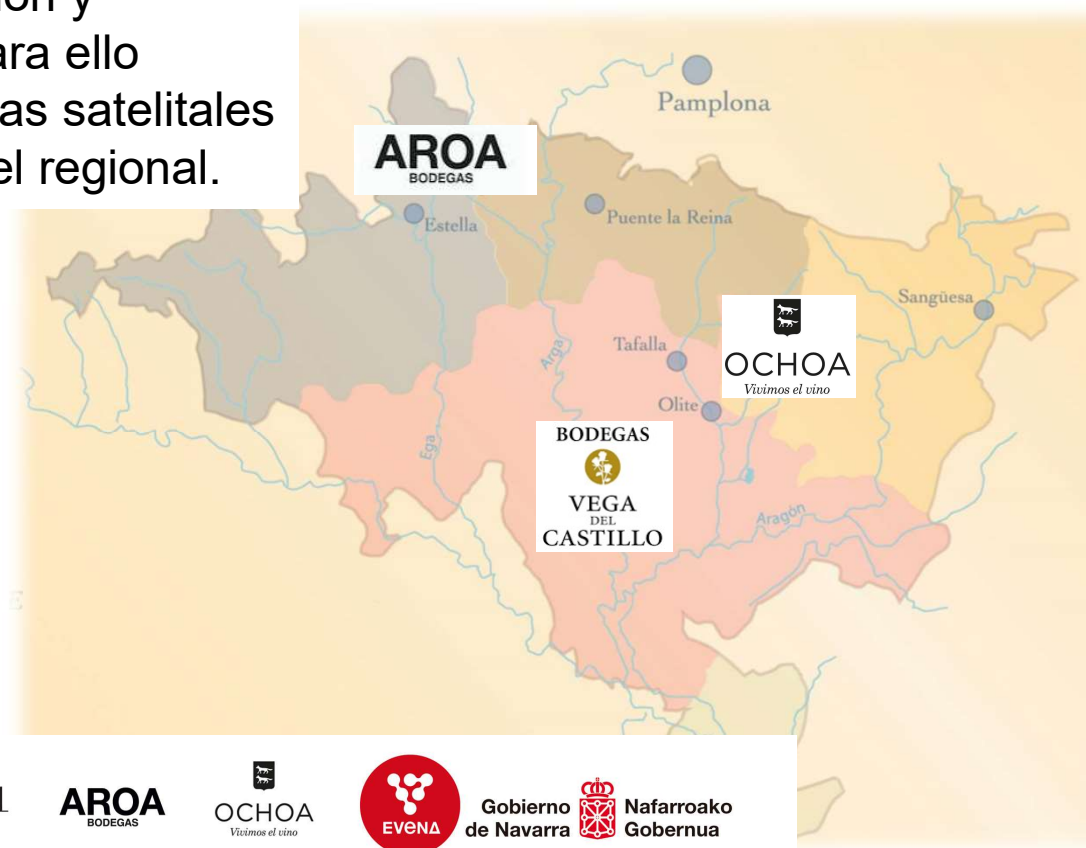 ara ello
as satelitales
el regional.
Pamplona
AROA
BODEGAS
Estella
Puente la Reina
Sangüesa
Tafalla
OCHOA
Vivimos el vino
Olite
Arga
Ega
BODEGAS
VEGA
DEL
CASTILLO
Aragón
AROA
BODEGAS
OCHOA
Vivimos el vino
EVENA
Gobierno
de Navarra
Nafarroako
Gobernua